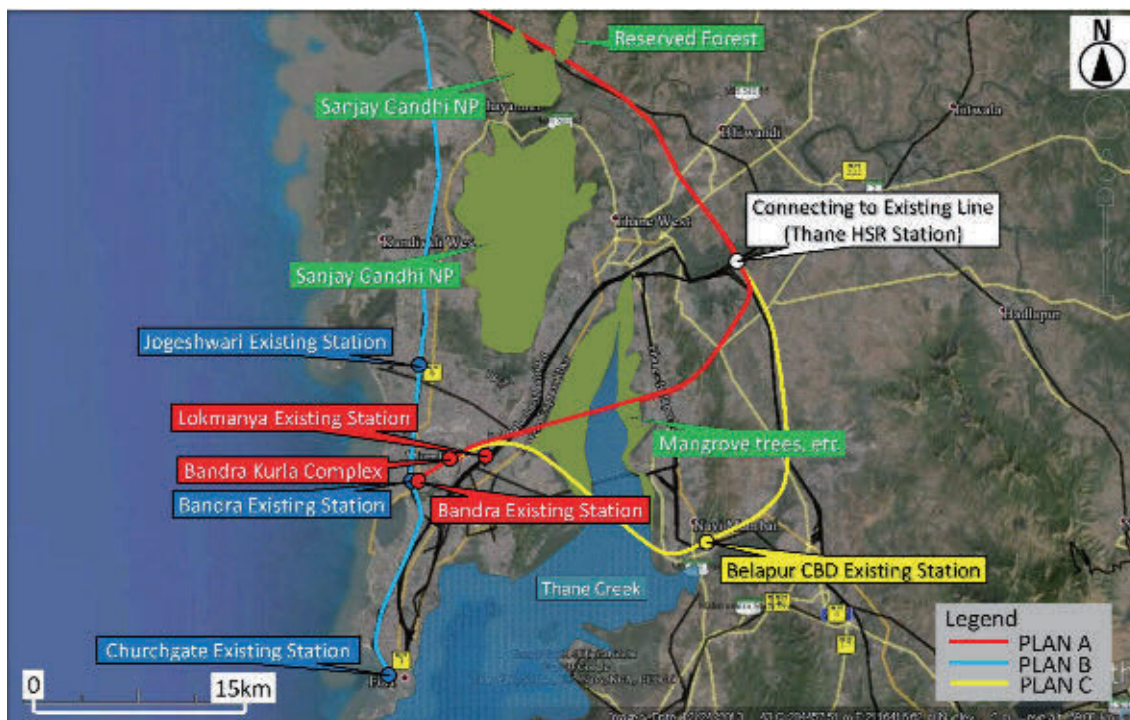 N
Reserved Forest
Sanjay Gandhi NP
Bhiwandi
Thane West
Connecting to Existing Line
(Thane HSR Station)
Sanjay Gandhi NP
Jogeshwari Existing Station
Lokmanya Existing Station
Bandra Kurla Complex
Bandra Existing Station
Bandra Existing Station
Mangrove trees, etc.
Navi Mumbai
Belapur CBD Existing Station
Thane Creek
Churchgate Existing Station
Legend
PLAN A
PLAN B
PLAN C
0
15km